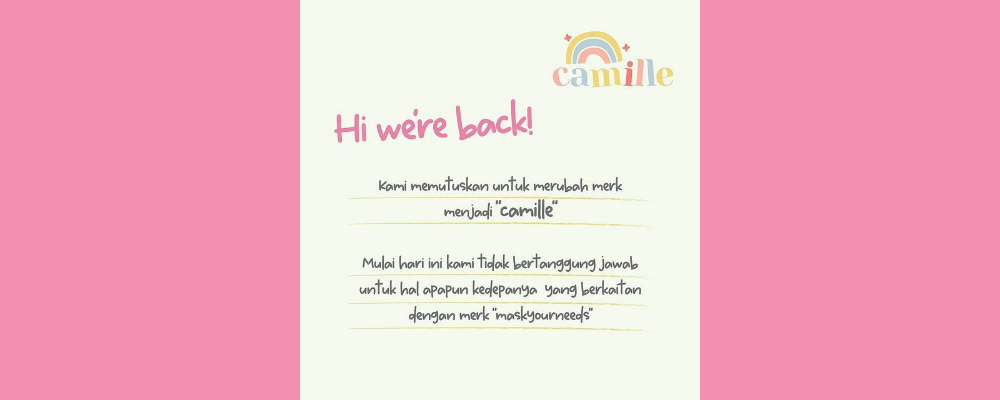 camille
Hi we're back!
Kami memutuskan untuk merubah merk
menjadi "camille"
Mulai hari ini kami tidak bertanggung jawab
untuk hal apapun kedepanya yang berkaitan
dengan merk "maskyourneeds"